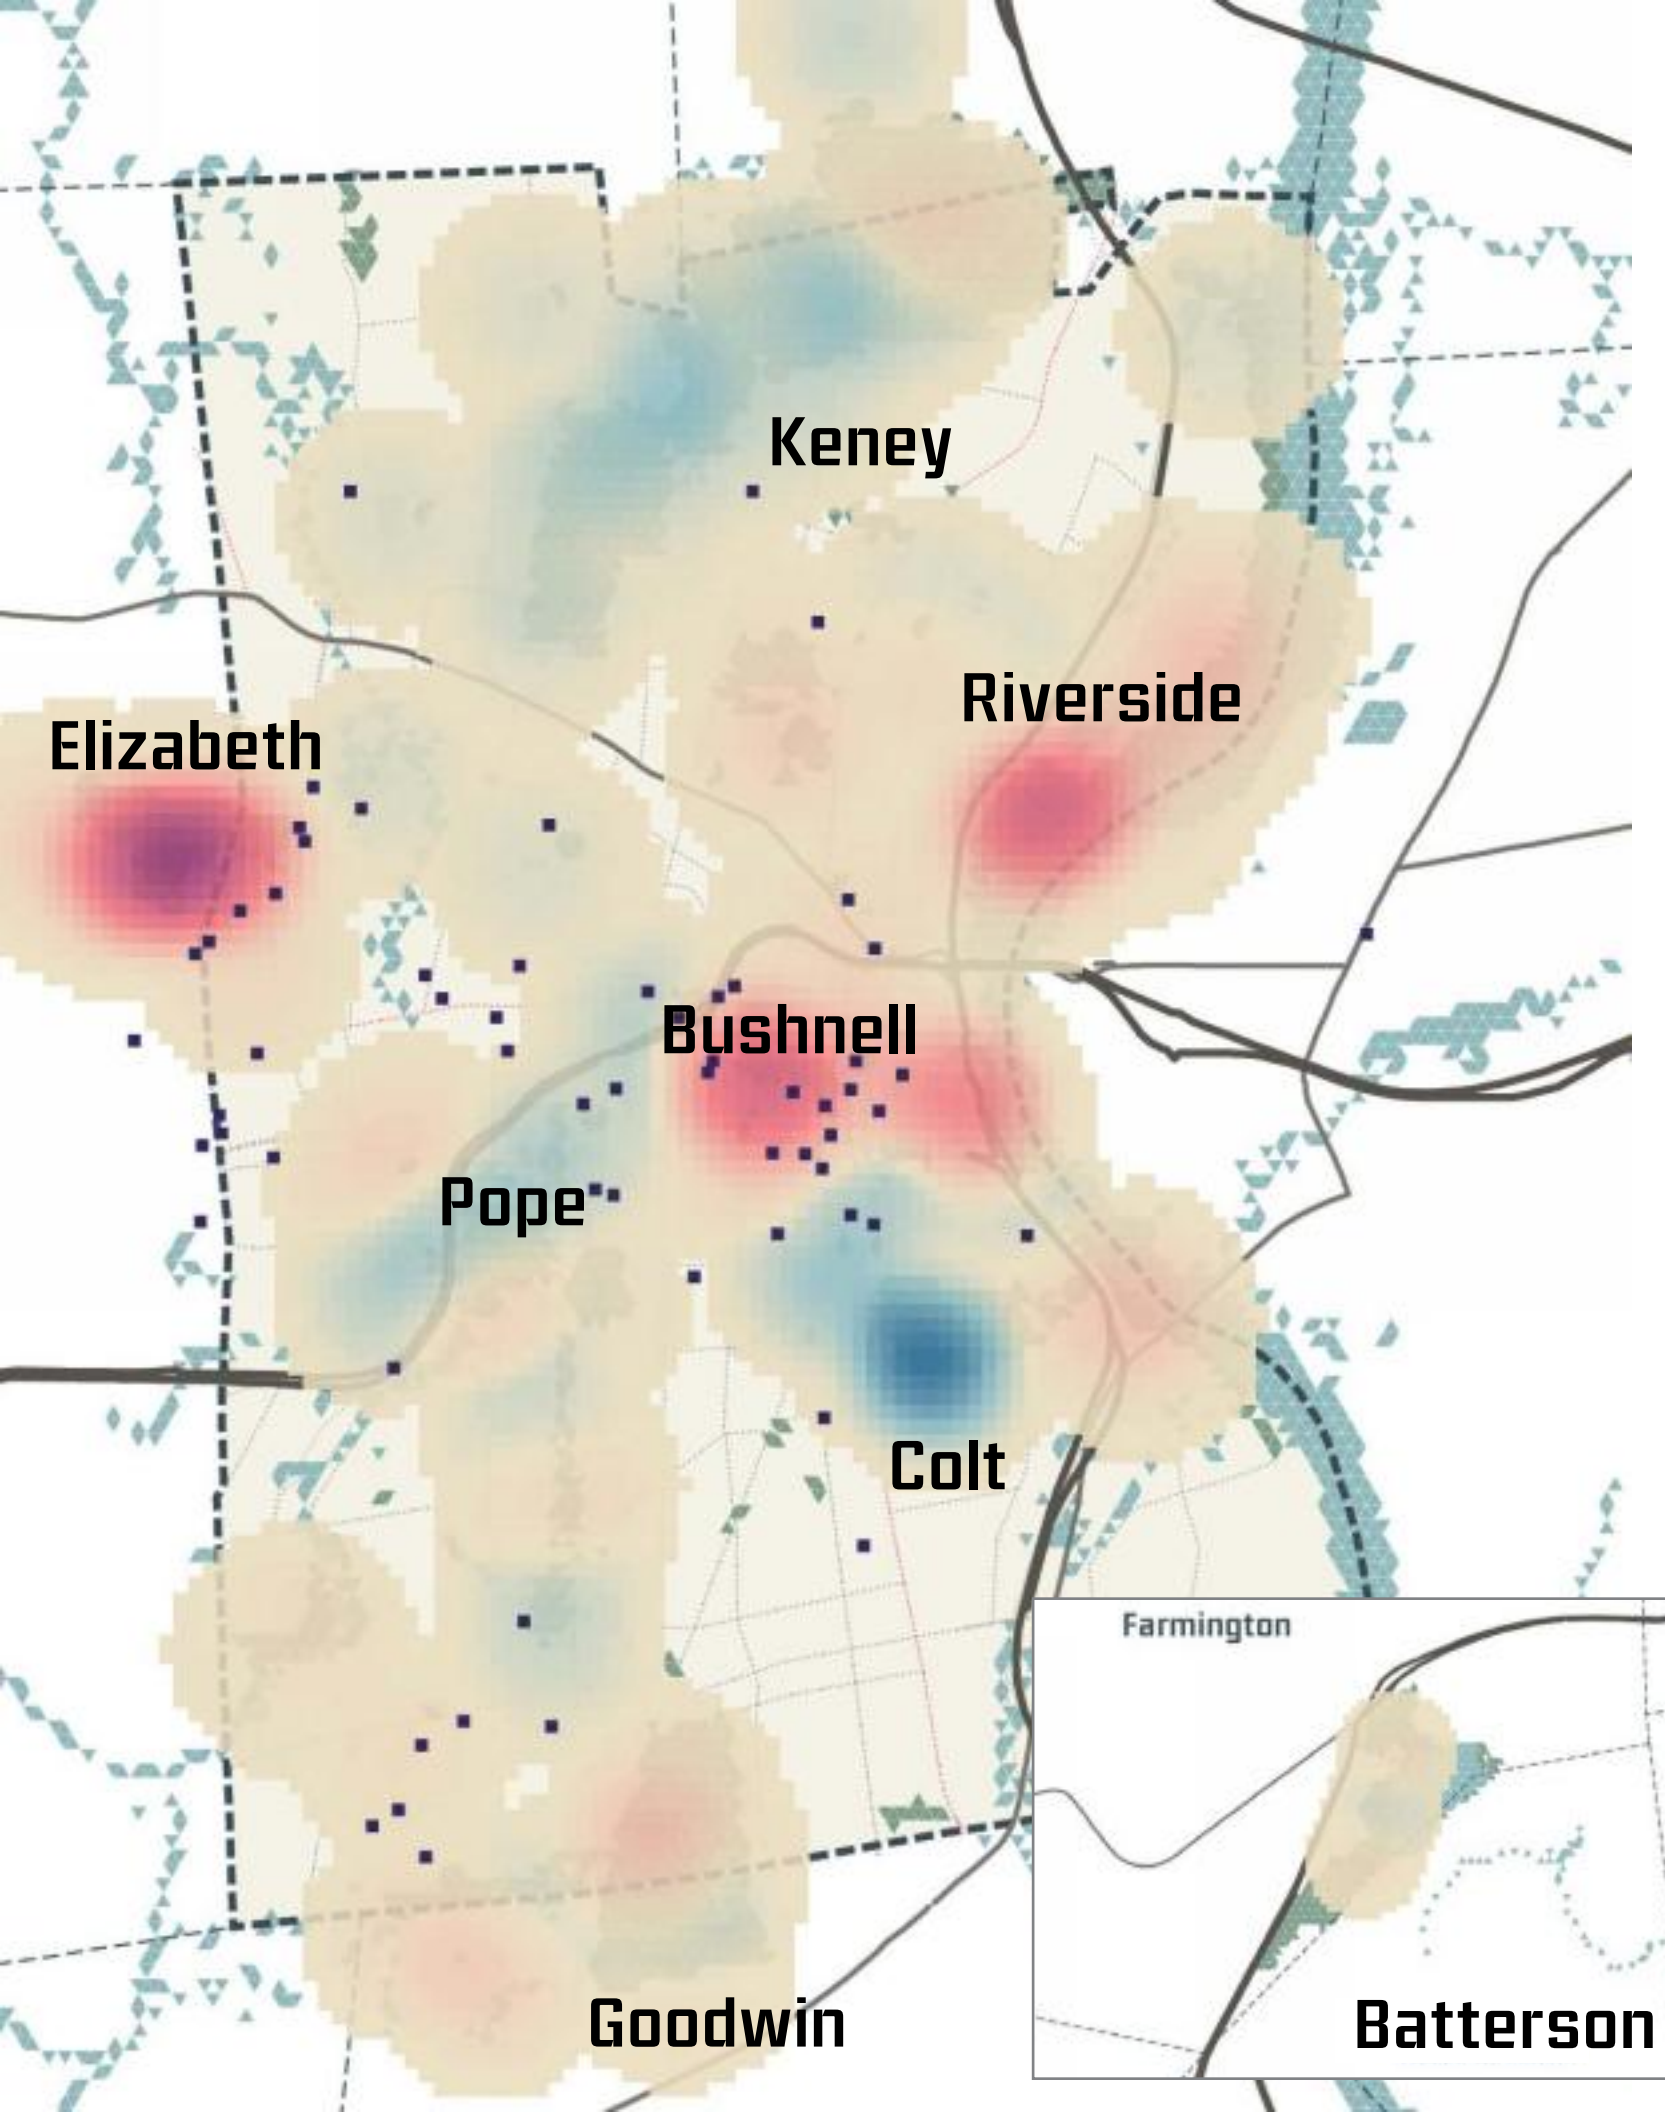 Keney
Riverside
Elizabeth
Bushnell
Pope
Colt
Farmington
Goodwin
Batterson